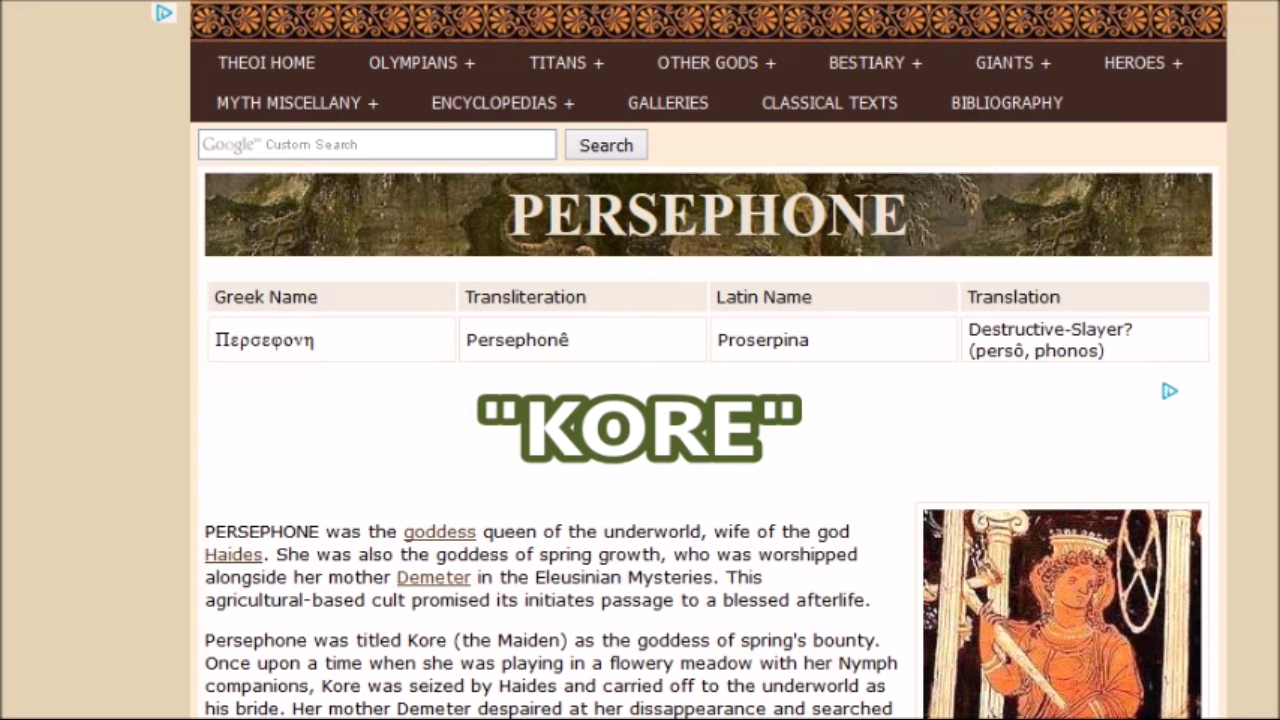 THEOI HOME OLYMPIANS + TITANS + OTHER GODS + BESTIARY + GIANTS + HEROES +
MYTH MISCELLANY + ENCYCLOPEDIAS + GALLERIES CLASSICAL TEXTS BIBLIOGRAPHY
Google™ Custom Search Search
PERSEPHONE
Greek Name Transliteration Latin Name Translation
Περσεφονη Persephonê Proserpina Destructive-Slayer?
(persô, phonos)
"KORE"
PERSEPHONE was the goddess queen of the underworld, wife of the god
Haides. She was also the goddess of spring growth, who was worshipped
alongside her mother Demeter in the Eleusinian Mysteries. This
agricultural-based cult promised its initiates passage to a blessed afterlife.
Persephone was titled Kore (the Maiden) as the goddess of spring's bounty.
Once upon a time when she was playing in a flowery meadow with her Nymph
companions, Kore was seized by Haides and carried off to the underworld as
his bride. Her mother Demeter despaired at her dissappearance and searched